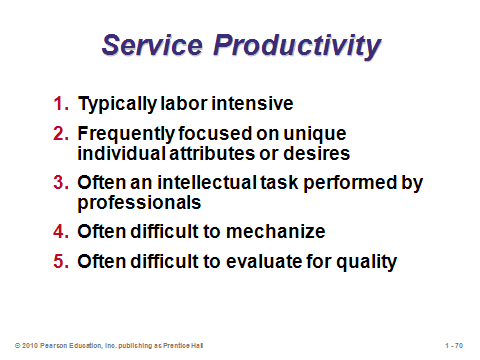 Service Productivity
1. Typically labor intensive
2. Frequently focused on unique
individual attributes or desires
3. Often an intellectual task performed by
professionals
4. Often difficult to mechanize
5. Often difficult to evaluate for quality
© 2010 Pearson Education, Inc. publishing as Prentice Hall
1 - 70